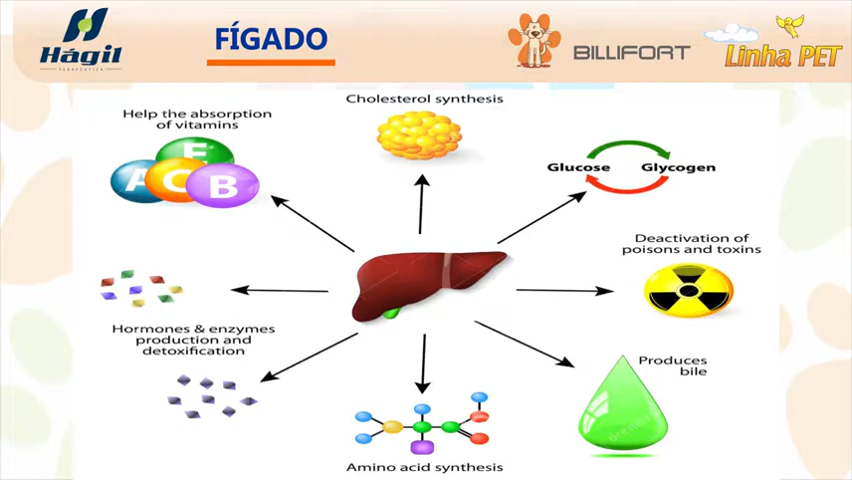 Hágil
TERAPÊUTICA
FÍGADO
BILLIFORT
Linha PET
Help the absorption
of vitamins
A
E
C
B
Cholesterol synthesis
Glucose
Glycogen
Deactivation of
poisons and toxins
Hormones & enzymes
production and
detoxification
Produces
bile
Amino acid synthesis